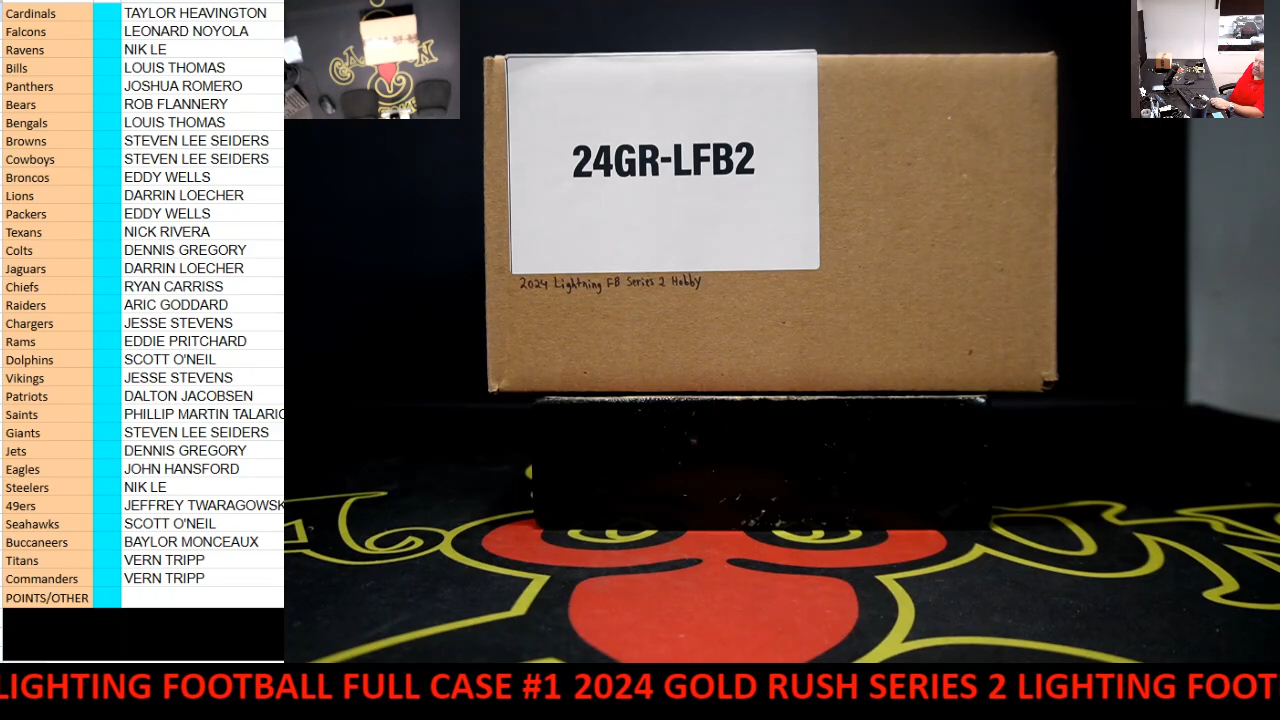 Cardinals TAYLOR HEAVINGTON
Falcons LEONARD NOYOLA
Ravens NIK LE
Bills LOUIS THOMAS
Panthers JOSHUA ROMERO
Bears ROB FLANNERY
Bengals LOUIS THOMAS
Browns STEVEN LEE SEIDERS
Cowboys STEVEN LEE SEIDERS
Broncos EDDY WELLS
Lions DARRIN LOECHER
Packers EDDY WELLS
Texans NICK RIVERA
Colts DENNIS GREGORY
Jaguars DARRIN LOECHER
Chiefs RYAN CARRISS
Raiders ARIC GODDARD
Chargers JESSE STEVENS
Rams EDDIE PRITCHARD
Dolphins SCOTT O'NEIL
Vikings JESSE STEVENS
Patriots DALTON JACOBSEN
Saints PHILLIP MARTIN TALARIC
Giants STEVEN LEE SEIDERS
Jets DENNIS GREGORY
Eagles JOHN HANSFORD
Steelers NIK LE
49ers JEFFREY TWARAGOWSK
Seahawks SCOTT O'NEIL
Buccaneers BAYLOR MONCEAUX
Titans VERN TRIPP
Commanders VERN TRIPP
POINTS/OTHER
24GR-LFB2
2024 Lightning FB Series 2 Hobby
LIGHTING FOOTBALL FULL CASE #1 2024 GOLD RUSH SERIES 2 LIGHTING FOOT